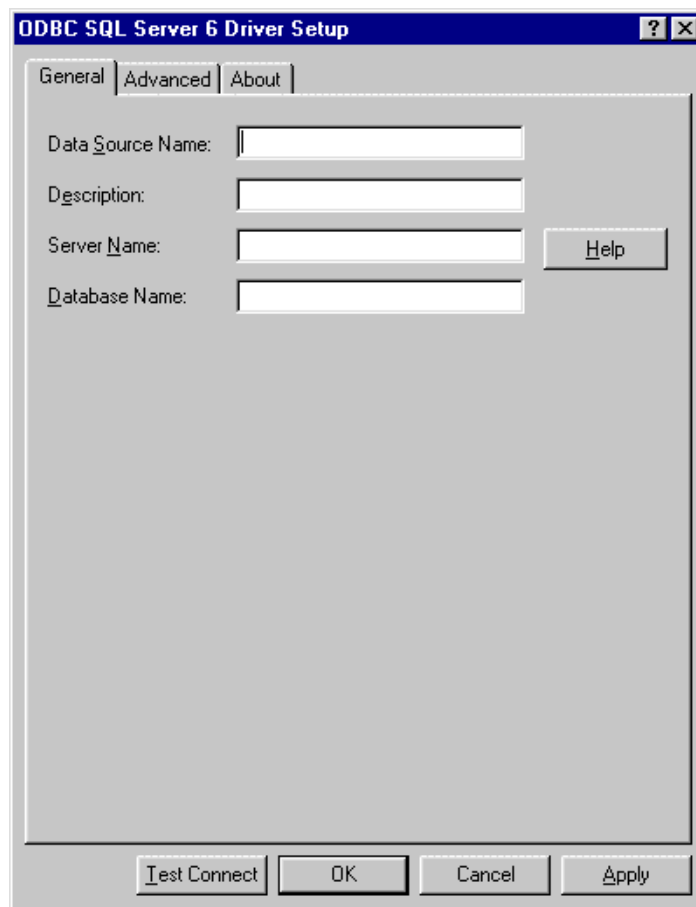 ODBC SQL Server 6 Driver Setup
General Advanced About
Data Source Name:
Description:
Server Name:
Help
Database Name:
Test Connect OK Cancel Apply